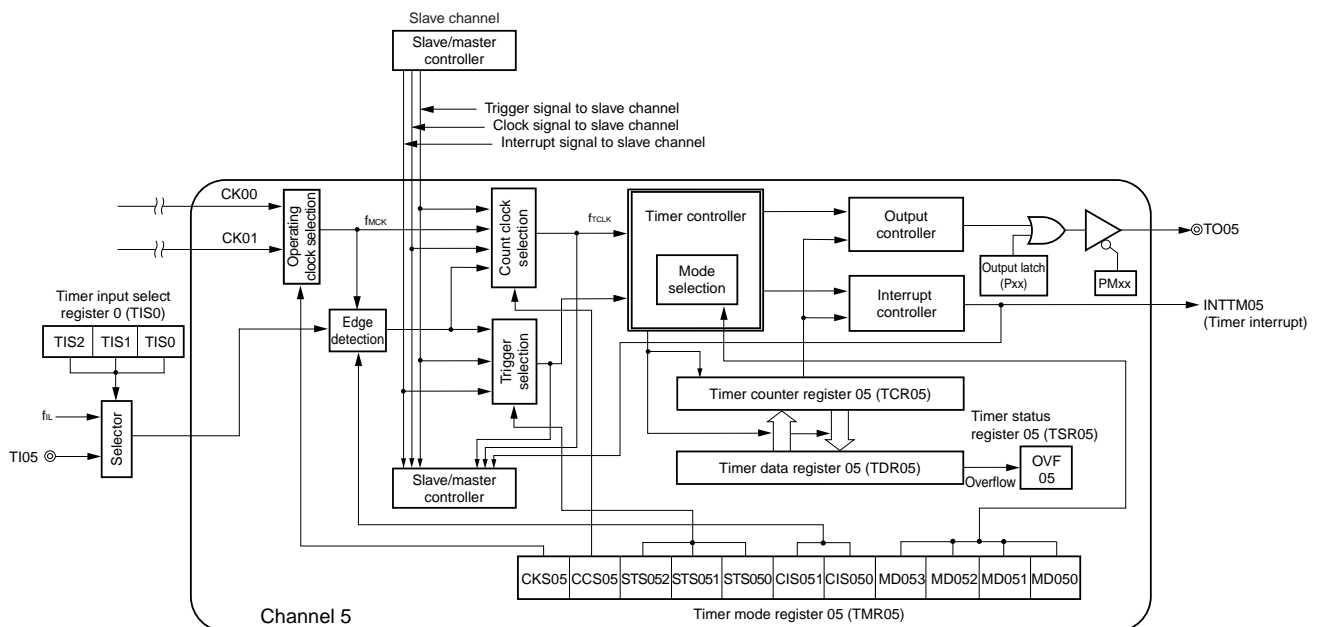 Slave channel
Slave/master
controller
Trigger signal to slave channel
Clock signal to slave channel
Interrupt signal to slave channel
CK00
CK01
Operating
clock selection
fMCK
Count clock
selection
fTCLK
Timer controller
Mode
selection
Output
controller
Interrupt
controller
Output latch
(Pxx)
PMxx
TO05
INTTM05
(Timer interrupt)
Timer input select
register 0 (TIS0)
TIS2 TIS1 TIS0
Edge
detection
Trigger
selection
fIL
TI05
Selector
Slave/master
controller
Timer counter register 05 (TCR05)
Timer data register 05 (TDR05)
Timer status
register 05 (TSR05)
Overflow
OVF
05
CKS05 CCS05 STS052 STS051 STS050 CIS051 CIS050 MD053 MD052 MD051 MD050
Timer mode register 05 (TMR05)
Channel 5